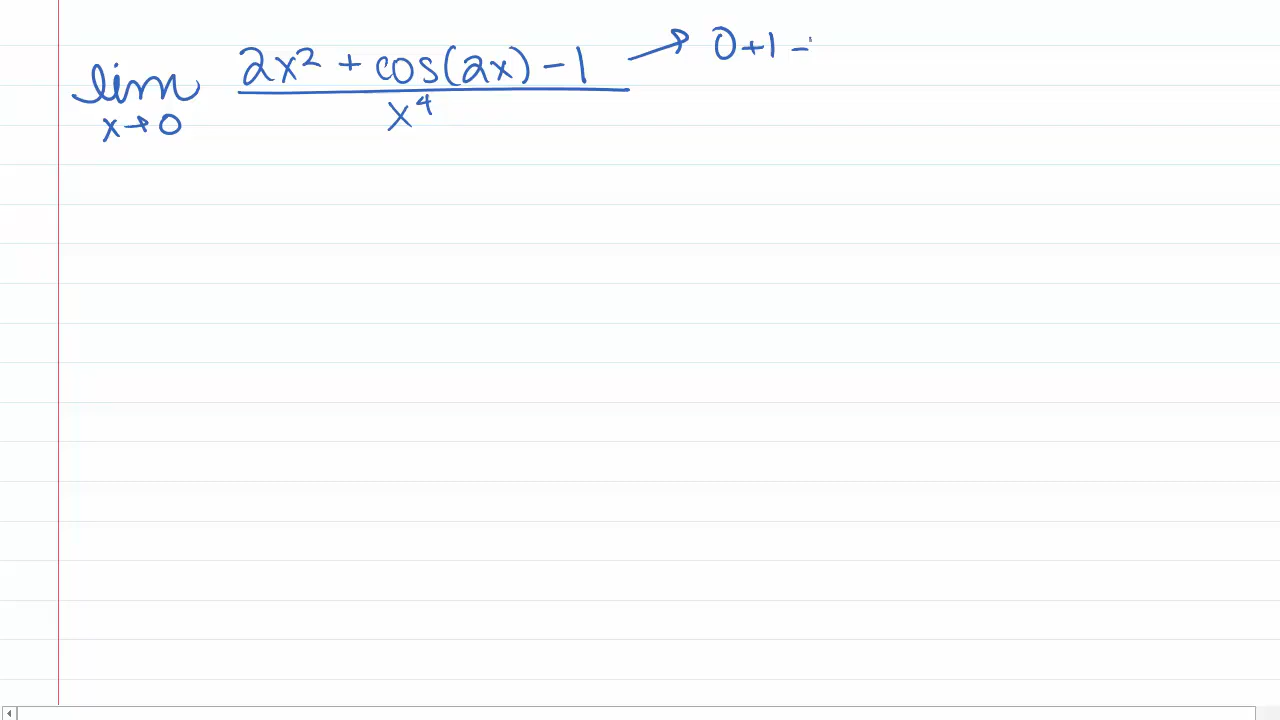 lim x→0 (2x² + cos(2x) − 1) / x⁴ → 0+1 −